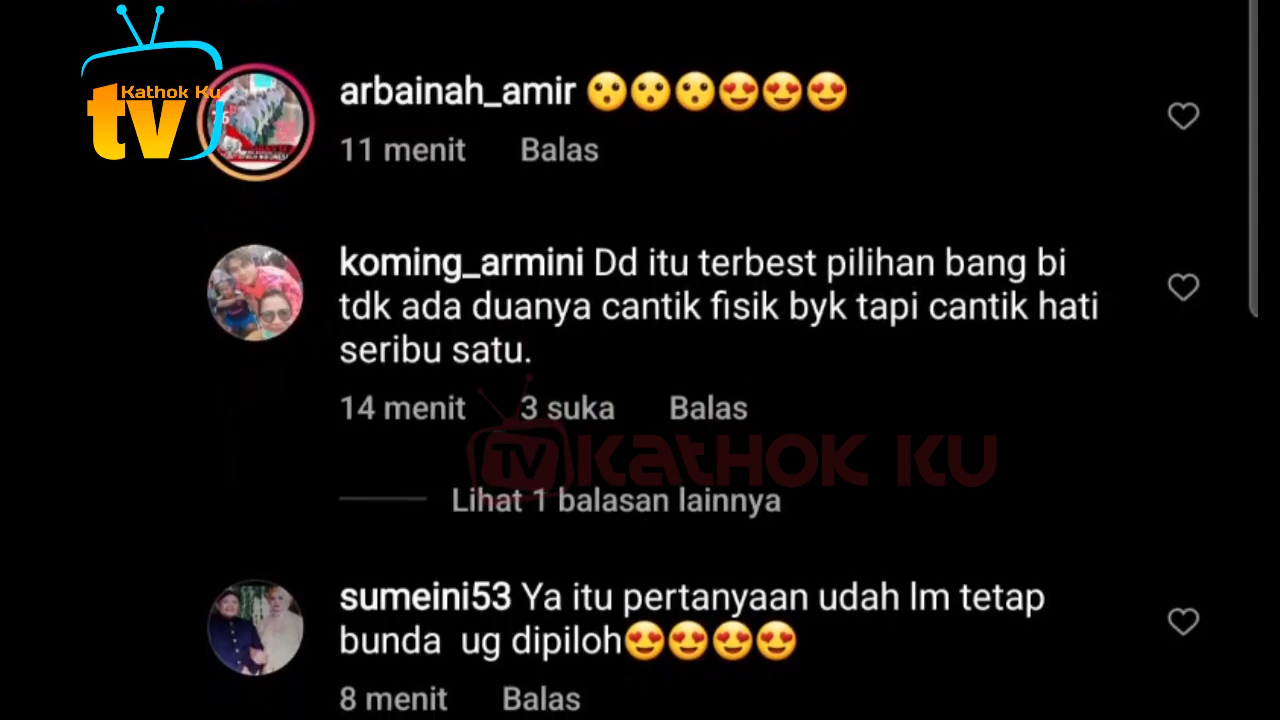 Kathok Ku
tv
arbainah_amir 😮😮😮😍😍😍
11 menit Balas
koming_armini Dd itu terbest pilihan bang bi
tdk ada duanya cantik fisik byk tapi cantik hati
seribu satu.
14 menit 3 suka Balas
TV KATHOK KU
Lihat 1 balasan lainnya
sumeini53 Ya itu pertanyaan udah lm tetap
bunda ug dipiloh😍😍😍😍
8 menit Balas